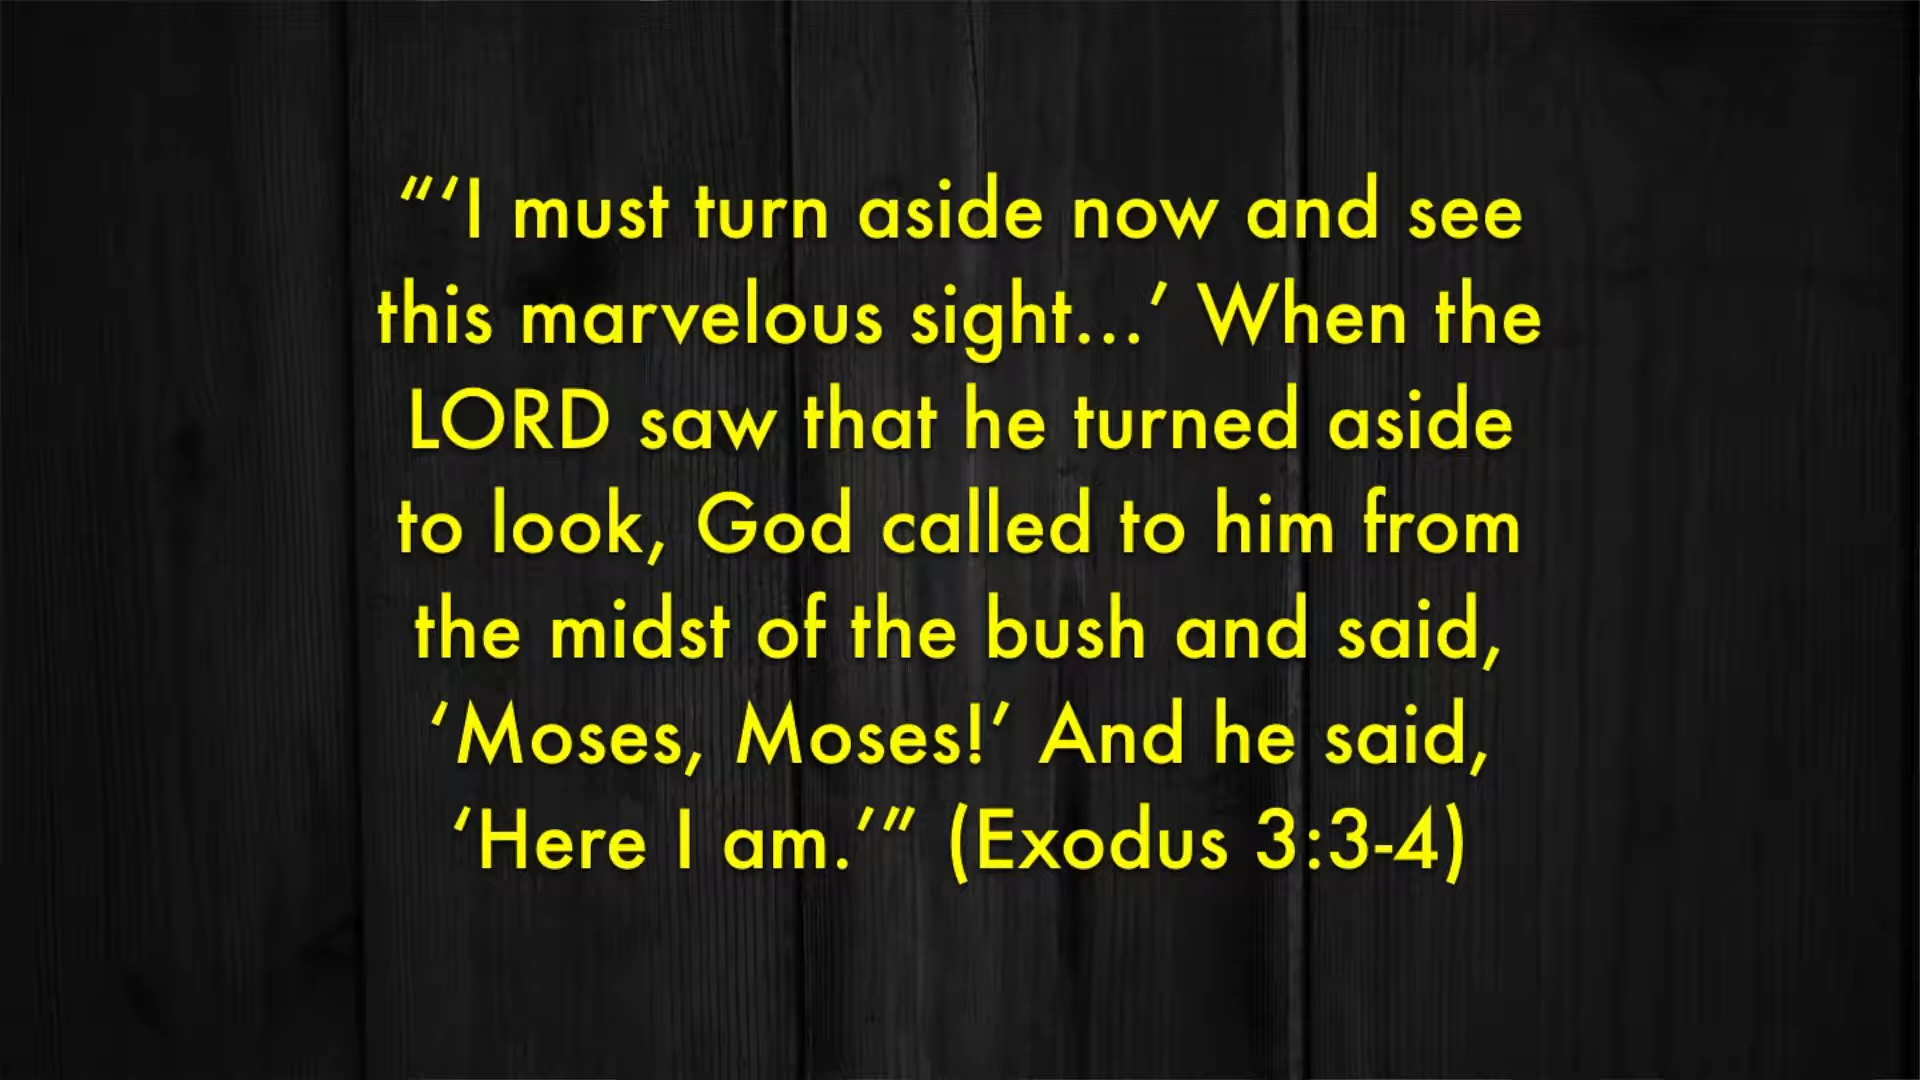 “‘I must turn aside now and see
this marvelous sight...’ When the
LORD saw that he turned aside
to look, God called to him from
the midst of the bush and said,
‘Moses, Moses!’ And he said,
‘Here I am.’” (Exodus 3:3-4)